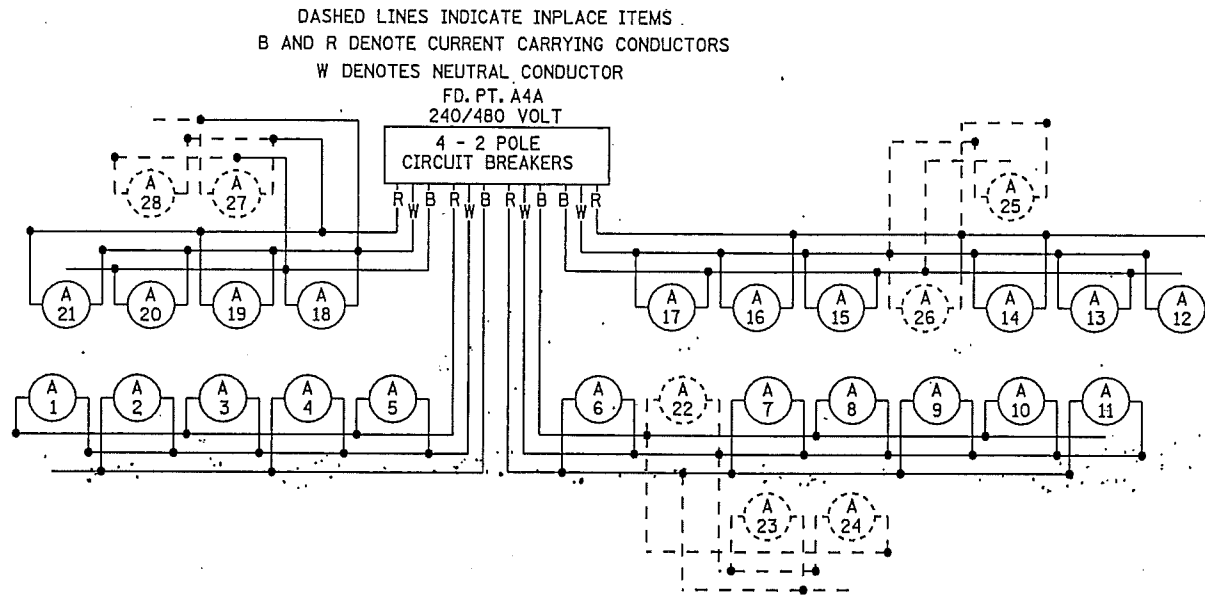 DASHED LINES INDICATE INPLACE ITEMS
B AND R DENOTE CURRENT CARRYING CONDUCTORS
W DENOTES NEUTRAL CONDUCTOR
FD. PT. A4A
240/480 VOLT
4 - 2 POLE
CIRCUIT BREAKERS
R W B R W B R W B B W R
A 28
A 27
A 25
A 21
A 20
A 19
A 18
A 17
A 16
A 15
A 26
A 14
A 13
A 12
A 1
A 2
A 3
A 4
A 5
A 6
A 22
A 7
A 8
A 9
A 10
A 11
A 23
A 24